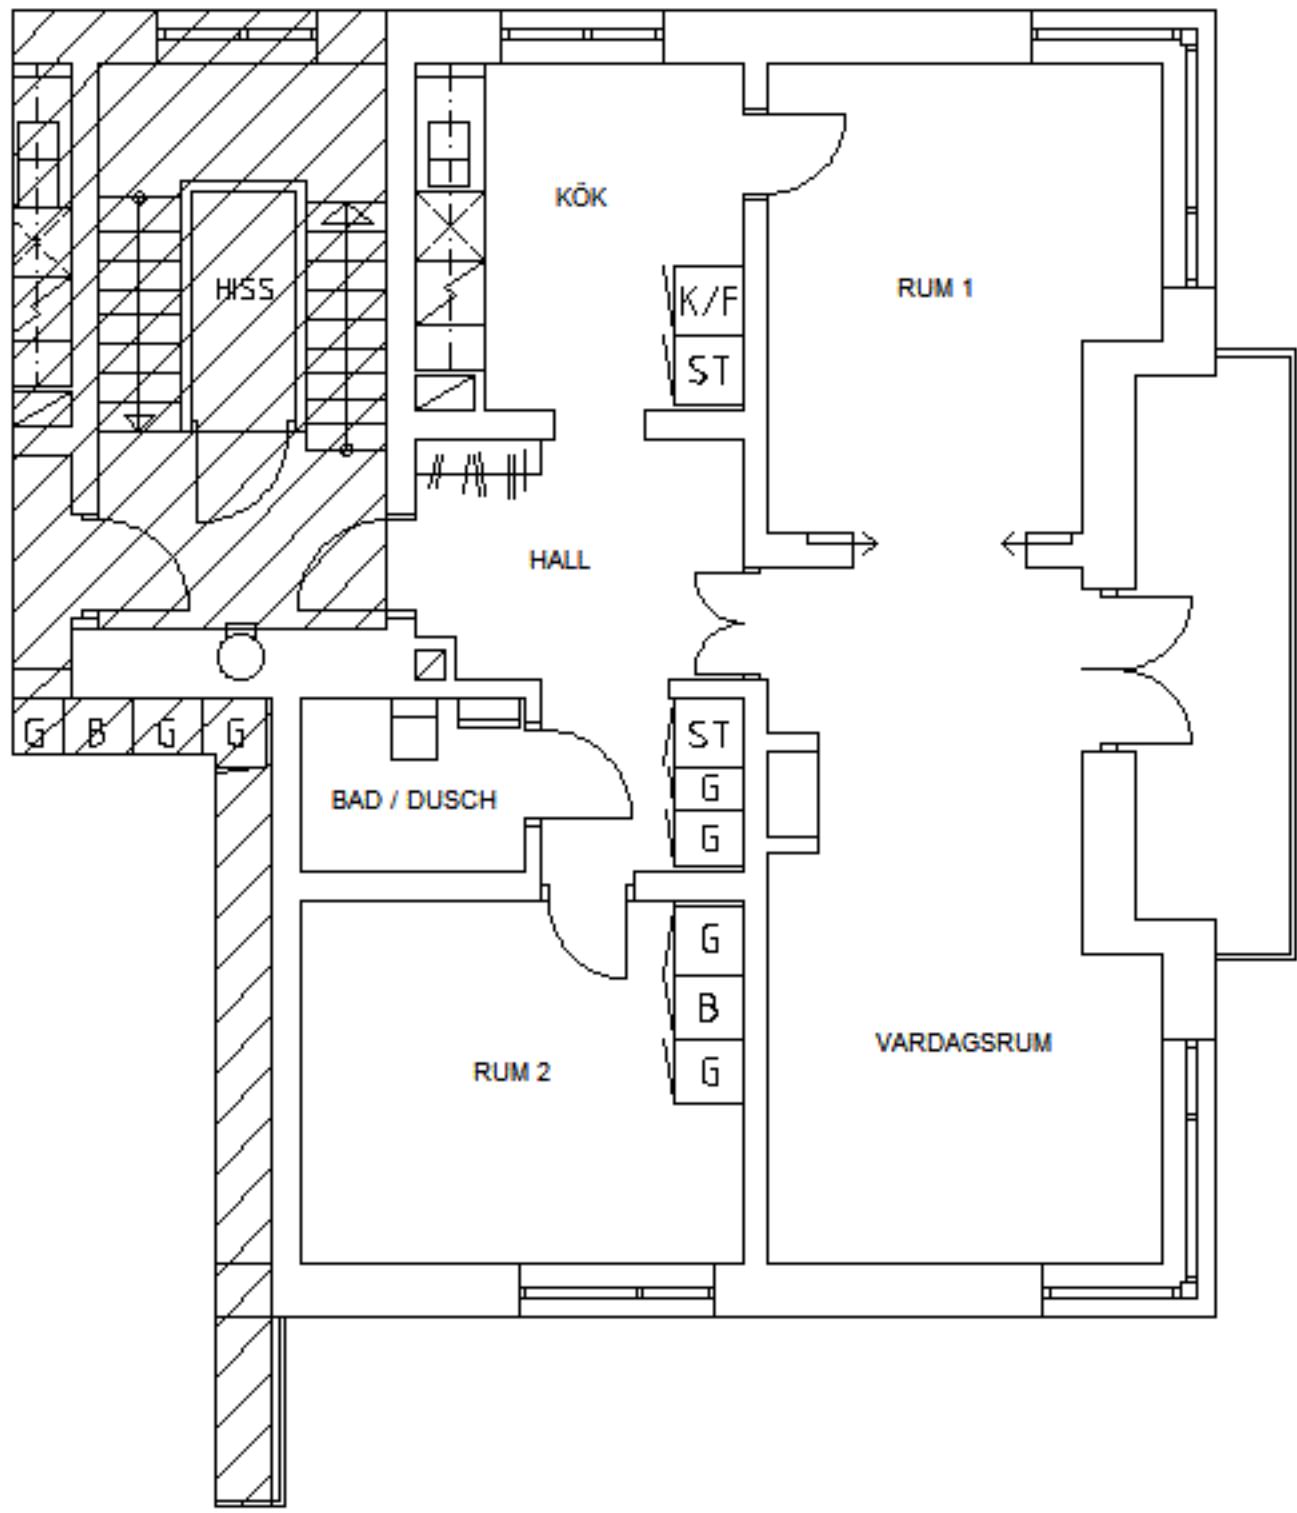 KÖK
HISS
RUM 1
K/F
ST
HALL
G B G G
ST
G
G
BAD / DUSCH
G
B
G
RUM 2
VARDAGSRUM